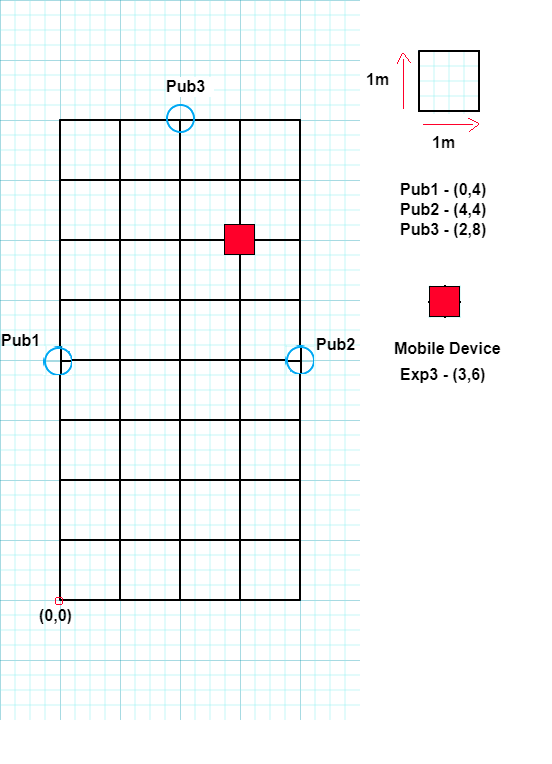 Pub3
1m
1m
Pub1 - (0,4)
Pub2 - (4,4)
Pub3 - (2,8)
Pub1
Pub2
Mobile Device
Exp3 - (3,6)
(0,0)